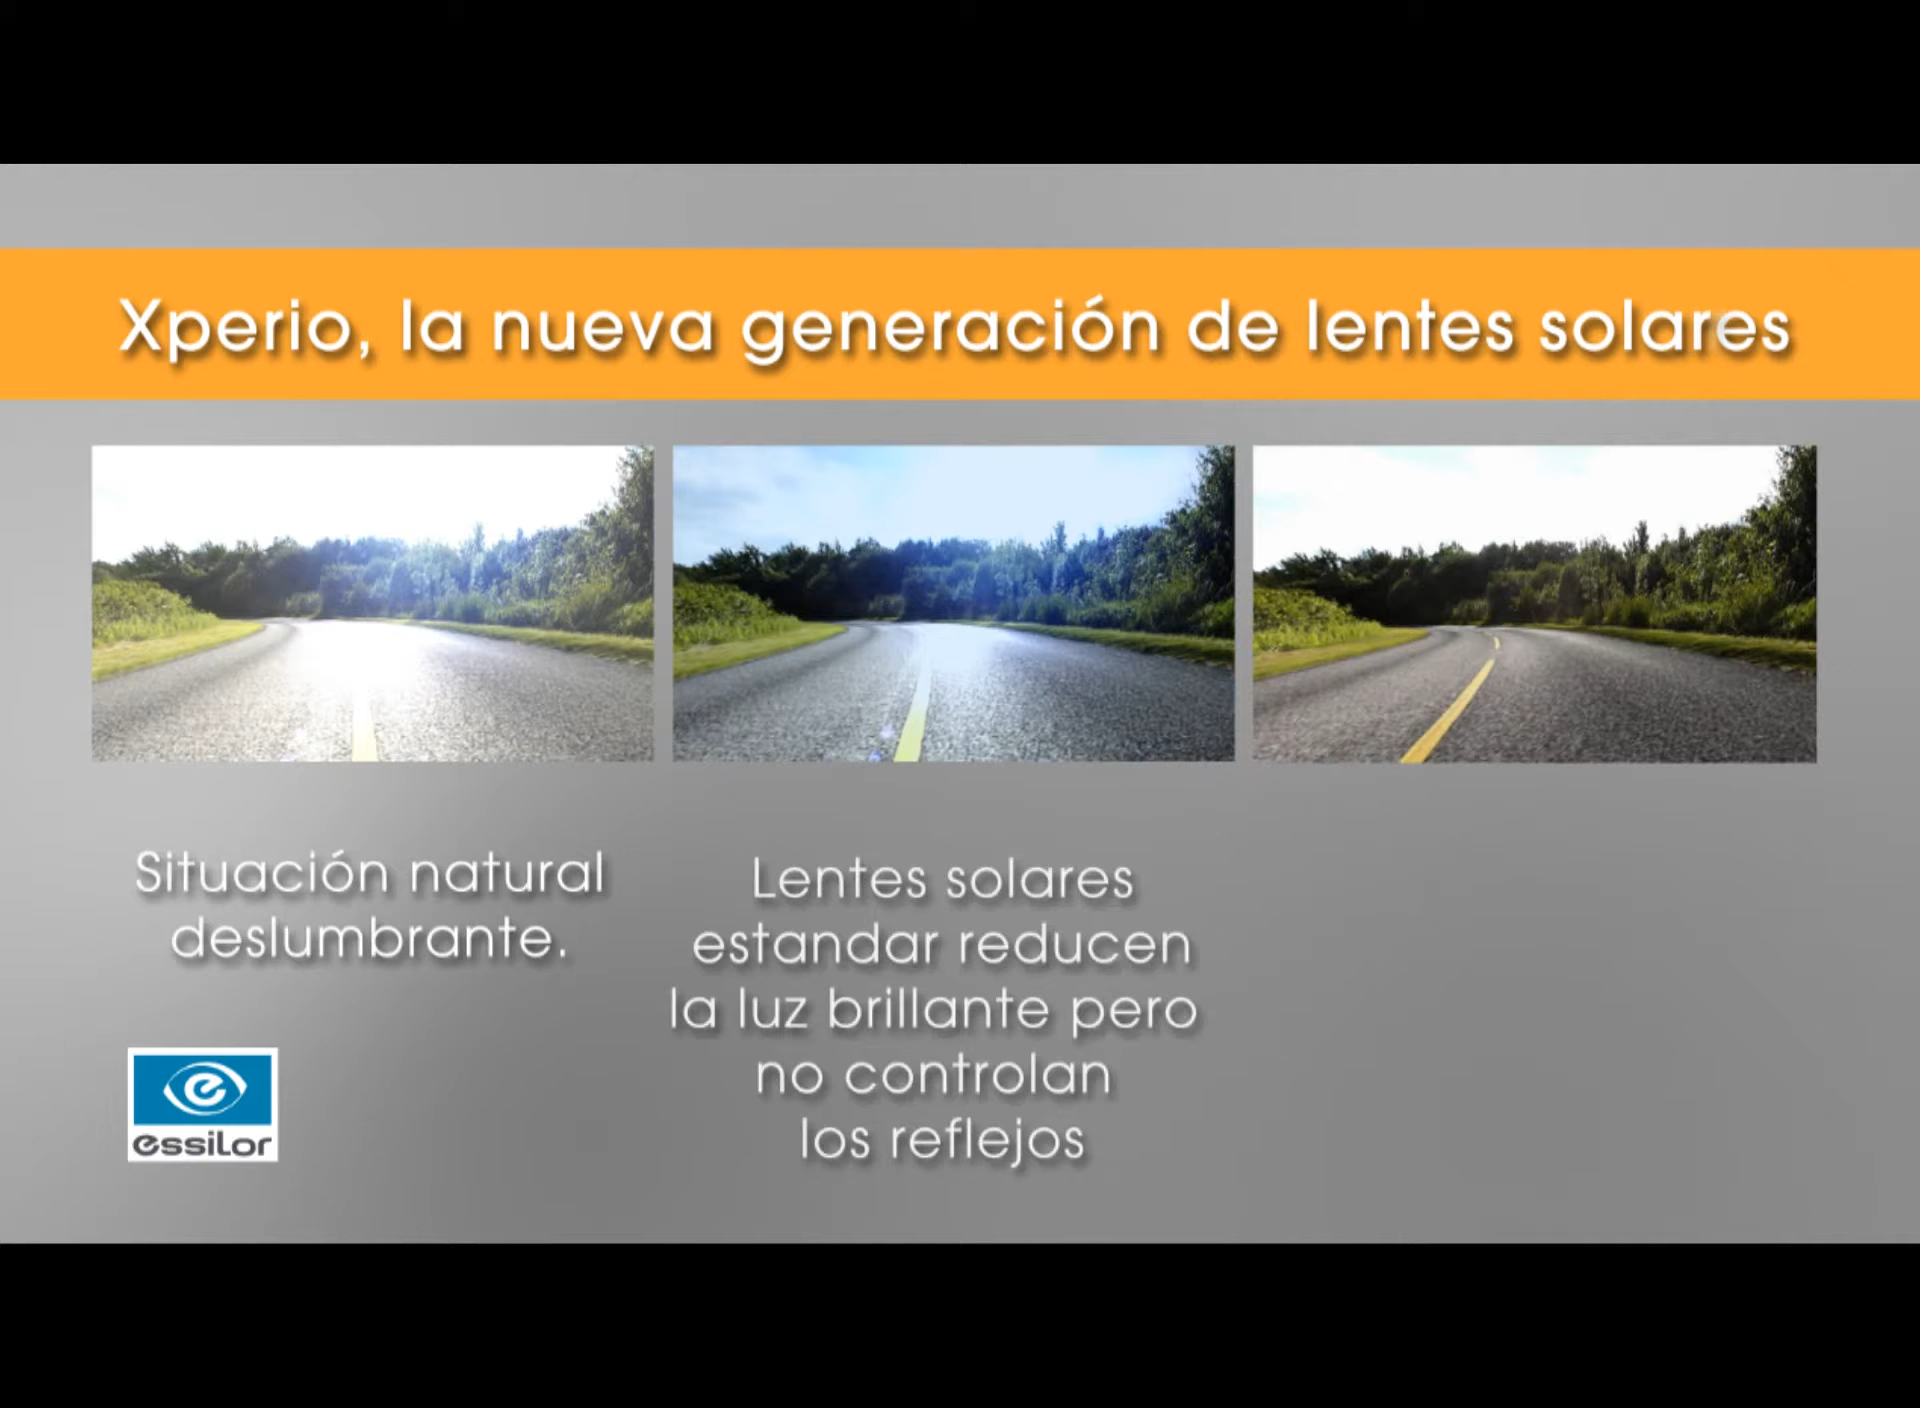 Xperio, la nueva generación de lentes solares
Situación natural
deslumbrante.
Lentes solares
estandar reducen
la luz brillante pero
no controlan
los reflejos
essilor